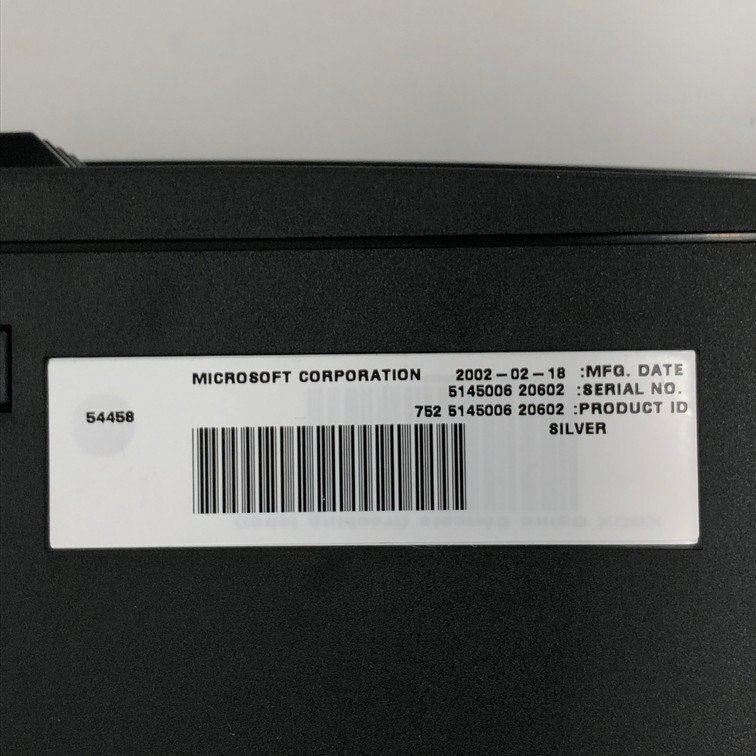 MICROSOFT CORPORATION 2002-02-18 :MFG. DATE
5145006 20602 :SERIAL NO.
54458
752 5145006 20602 :PRODUCT ID
SILVER